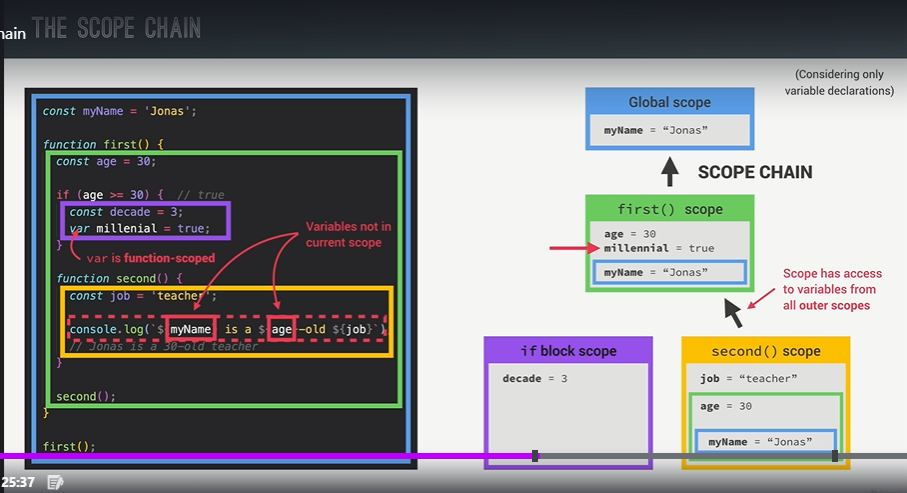 hain THE SCOPE CHAIN
(Considering only
variable declarations)
const myName = 'Jonas';
function first() {
const age = 30;
if (age >= 30) { // true
const decade = 3;
var millenial = true;
}
var is function-scoped
Variables not in
current scope
function second() {
const job = 'teacher';
console.log(`${myName} is a ${age}-old ${job}`)
// Jonas is a 30-old teacher
}
second();
}
first();
Global scope
myName = “Jonas”
SCOPE CHAIN
first() scope
age = 30
millennial = true
myName = “Jonas”
Scope has access
to variables from
all outer scopes
if block scope
decade = 3
second() scope
job = “teacher”
age = 30
myName = “Jonas”
25:37